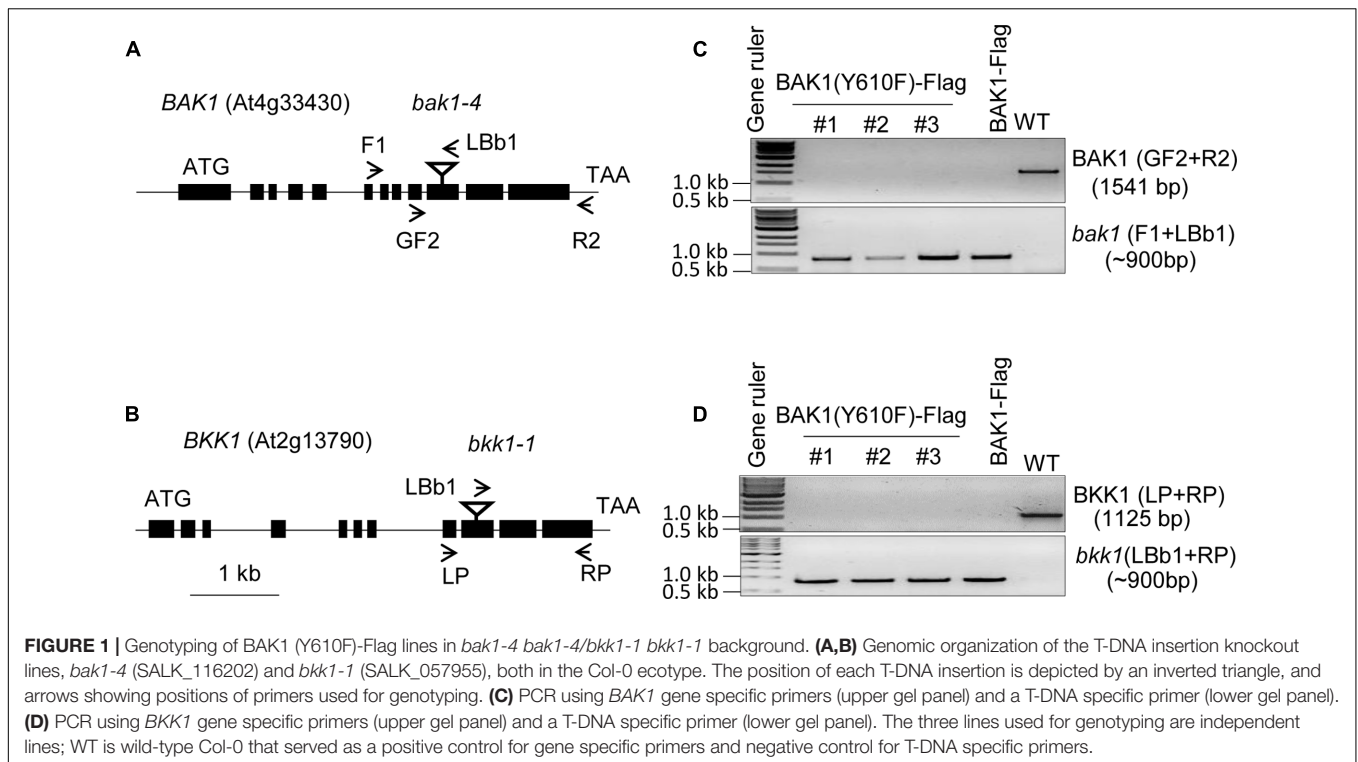 A
BAK1 (At4g33430)
bak1-4
F1
LBb1
ATG
TAA
GF2
R2
C
Gene ruler
BAK1(Y610F)-Flag
BAK1-Flag
#1 #2 #3
WT
1.0 kb
0.5 kb
BAK1 (GF2+R2)
(1541 bp)
1.0 kb
0.5 kb
bak1 (F1+LBb1)
(~900bp)
B
BKK1 (At2g13790)
bkk1-1
LBb1
ATG
TAA
LP
RP
1 kb
D
Gene ruler
BAK1(Y610F)-Flag
BAK1-Flag
#1 #2 #3
WT
1.0 kb
0.5 kb
BKK1 (LP+RP)
(1125 bp)
1.0 kb
0.5 kb
bkk1(LBb1+RP)
(~900bp)
FIGURE 1 | Genotyping of BAK1 (Y610F)-Flag lines in bak1-4 bak1-4/bkk1-1 bkk1-1 background. (A,B) Genomic organization of the T-DNA insertion knockout
lines, bak1-4 (SALK_116202) and bkk1-1 (SALK_057955), both in the Col-0 ecotype. The position of each T-DNA insertion is depicted by an inverted triangle, and
arrows showing positions of primers used for genotyping. (C) PCR using BAK1 gene specific primers (upper gel panel) and a T-DNA specific primer (lower gel panel).
(D) PCR using BKK1 gene specific primers (upper gel panel) and a T-DNA specific primer (lower gel panel). The three lines used for genotyping are independent
lines; WT is wild-type Col-0 that served as a positive control for gene specific primers and negative control for T-DNA specific primers.